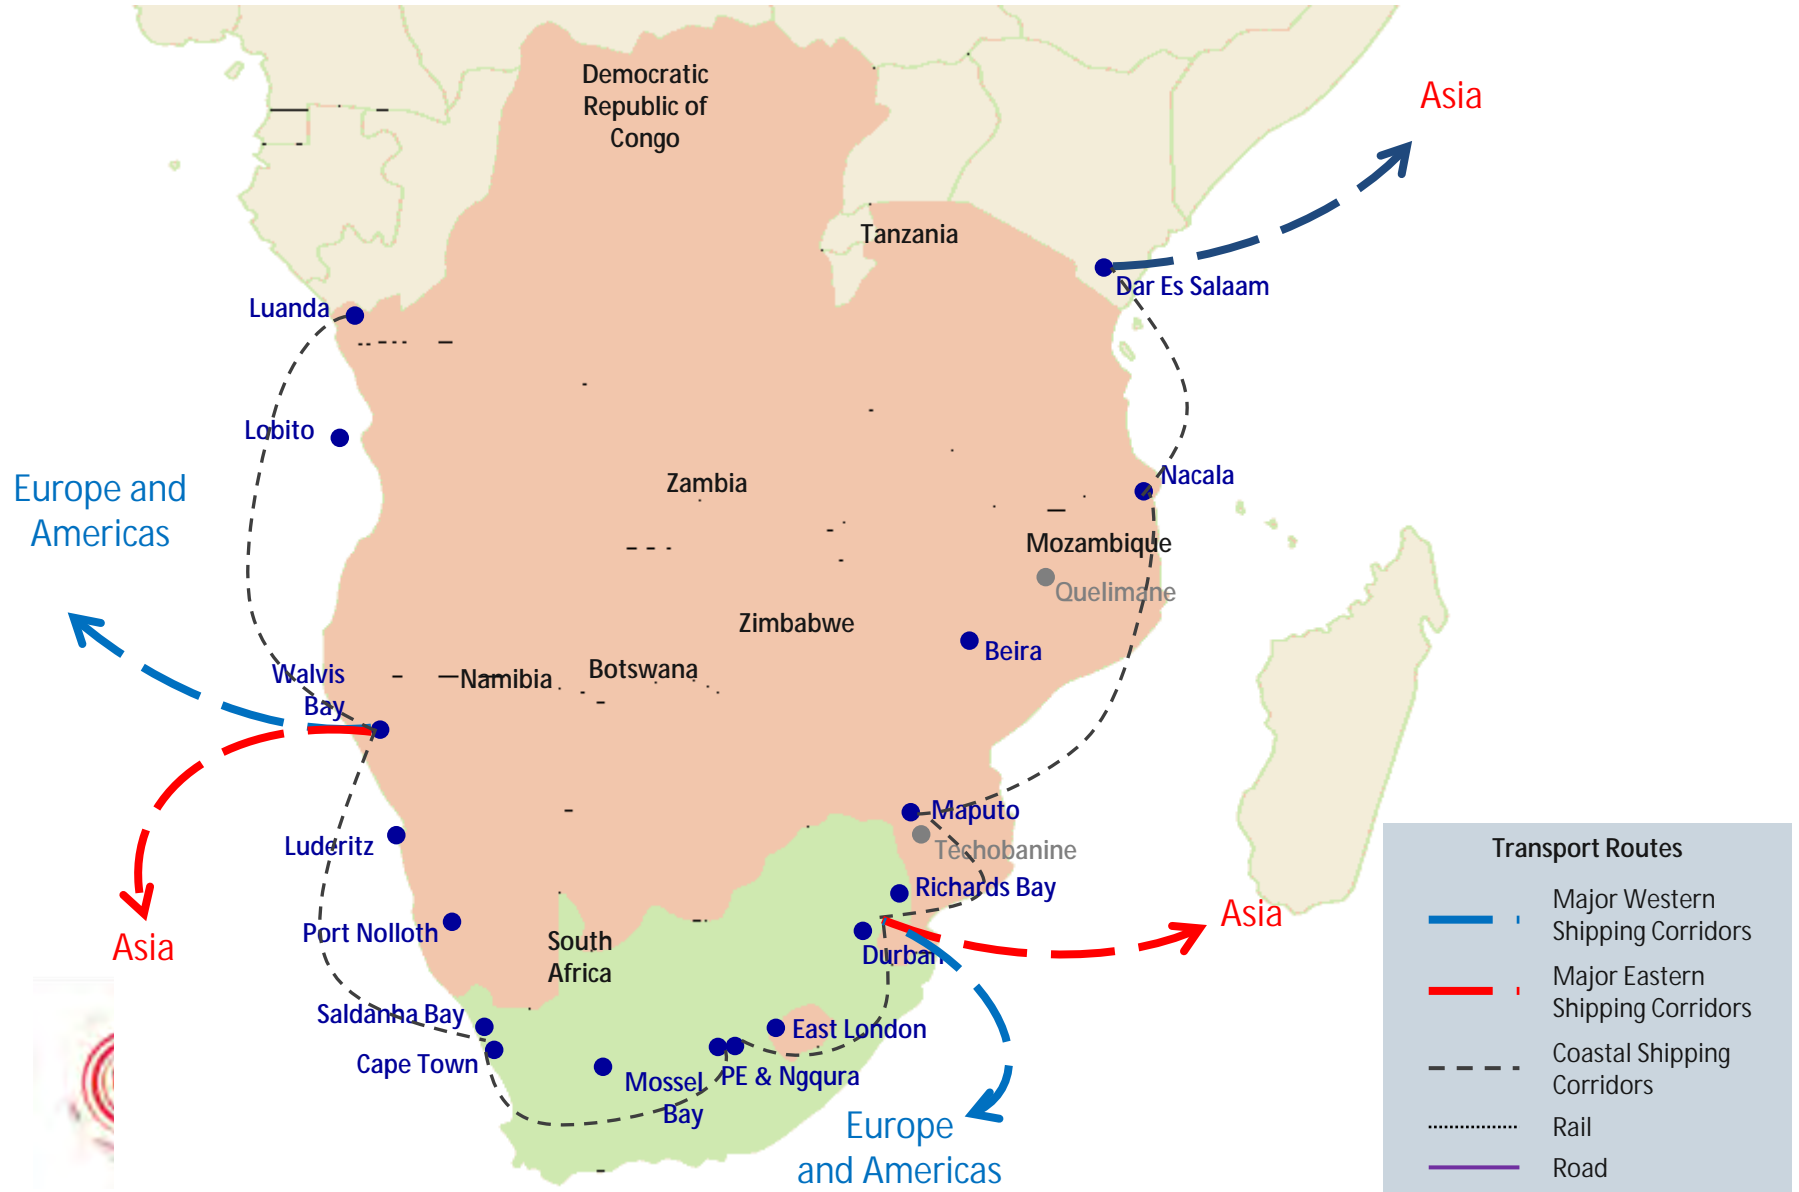 Democratic
Republic of
Congo
Asia
Tanzania
Dar Es Salaam
Luanda
Lobito
Europe and
Americas
Zambia
Nacala
Mozambique
Quelimane
Zimbabwe
Beira
Walvis
Bay
Namibia
Botswana
Maputo
Techobanine
Luderitz
Richards Bay
Port Nolloth
Asia
South
Africa
Durban
Asia
Saldanha Bay
Cape Town
East London
Mossel
Bay
PE & Ngqura
Europe
and Americas
Transport Routes
Major Western
Shipping Corridors
Major Eastern
Shipping Corridors
Coastal Shipping
Corridors
Rail
Road